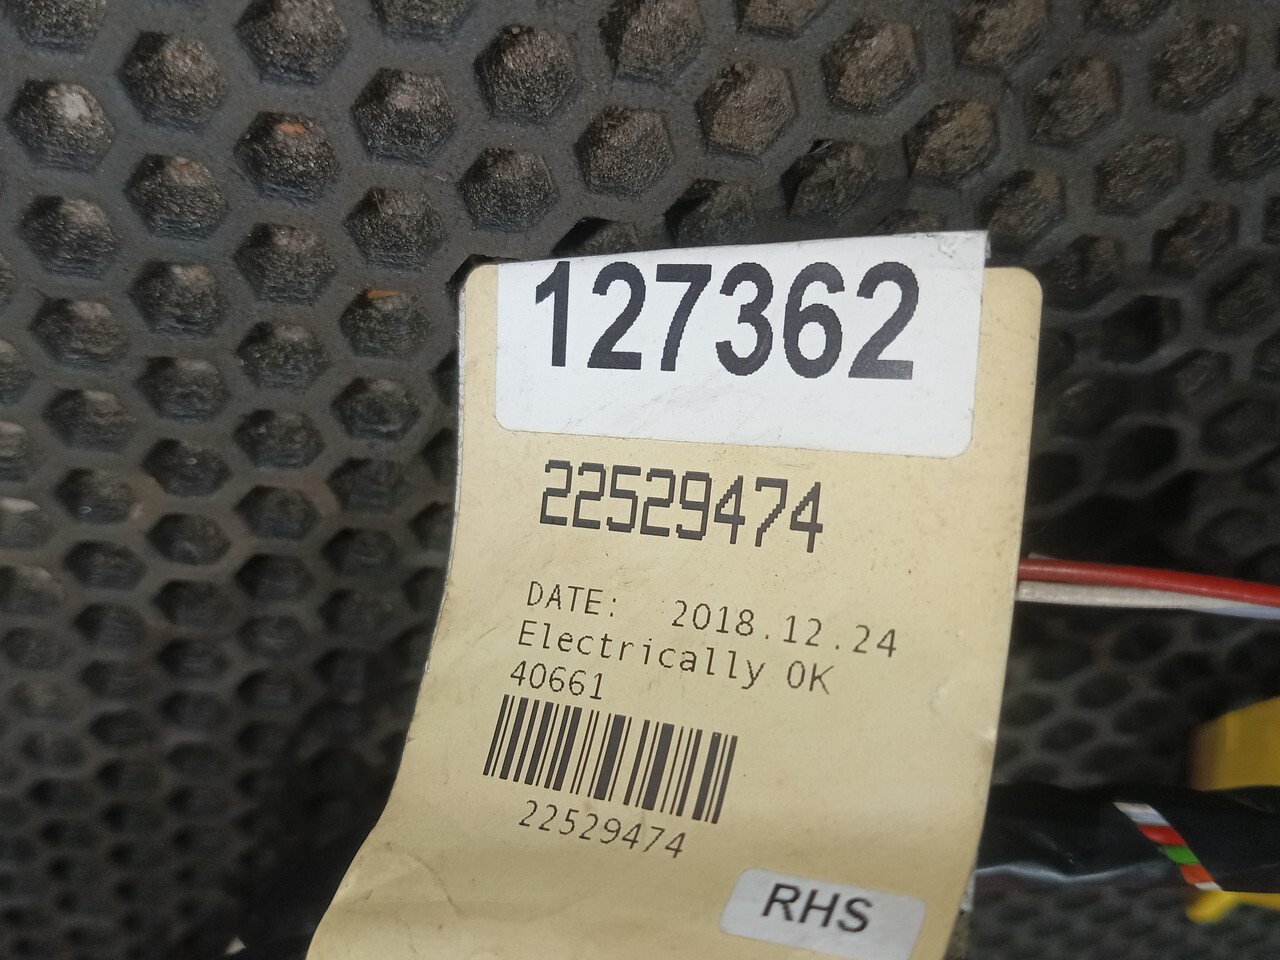 127362
22529474
DATE: 2018.12.24
Electrically OK
40661
22529474
RHS